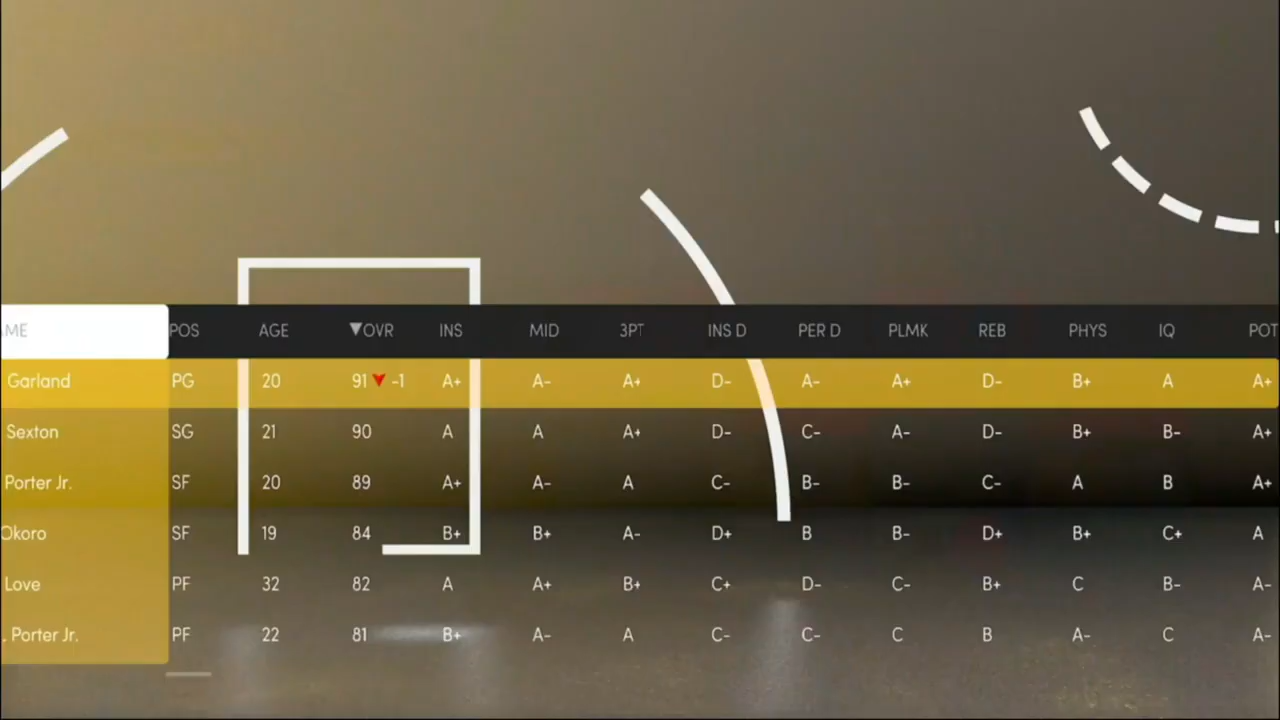 AME POS AGE ▼OVR INS MID 3PT INS D PER D PLMK REB PHYS IQ POT
Garland PG 20 91 -1 A+ A- A+ D- A- A+ D- B+ A A+
Sexton SG 21 90 A A A+ D- C- A- D- B+ B- A+
Porter Jr. SF 20 89 A+ A- A C- B- B- C- A B A+
Okoro SF 19 84 B+ B+ A- D+ B B- D+ B+ C+ A
Love PF 32 82 A A+ B+ C+ D- C- B+ C B- A-
. Porter Jr. PF 22 81 B+ A- A C- C- C B A- C A-